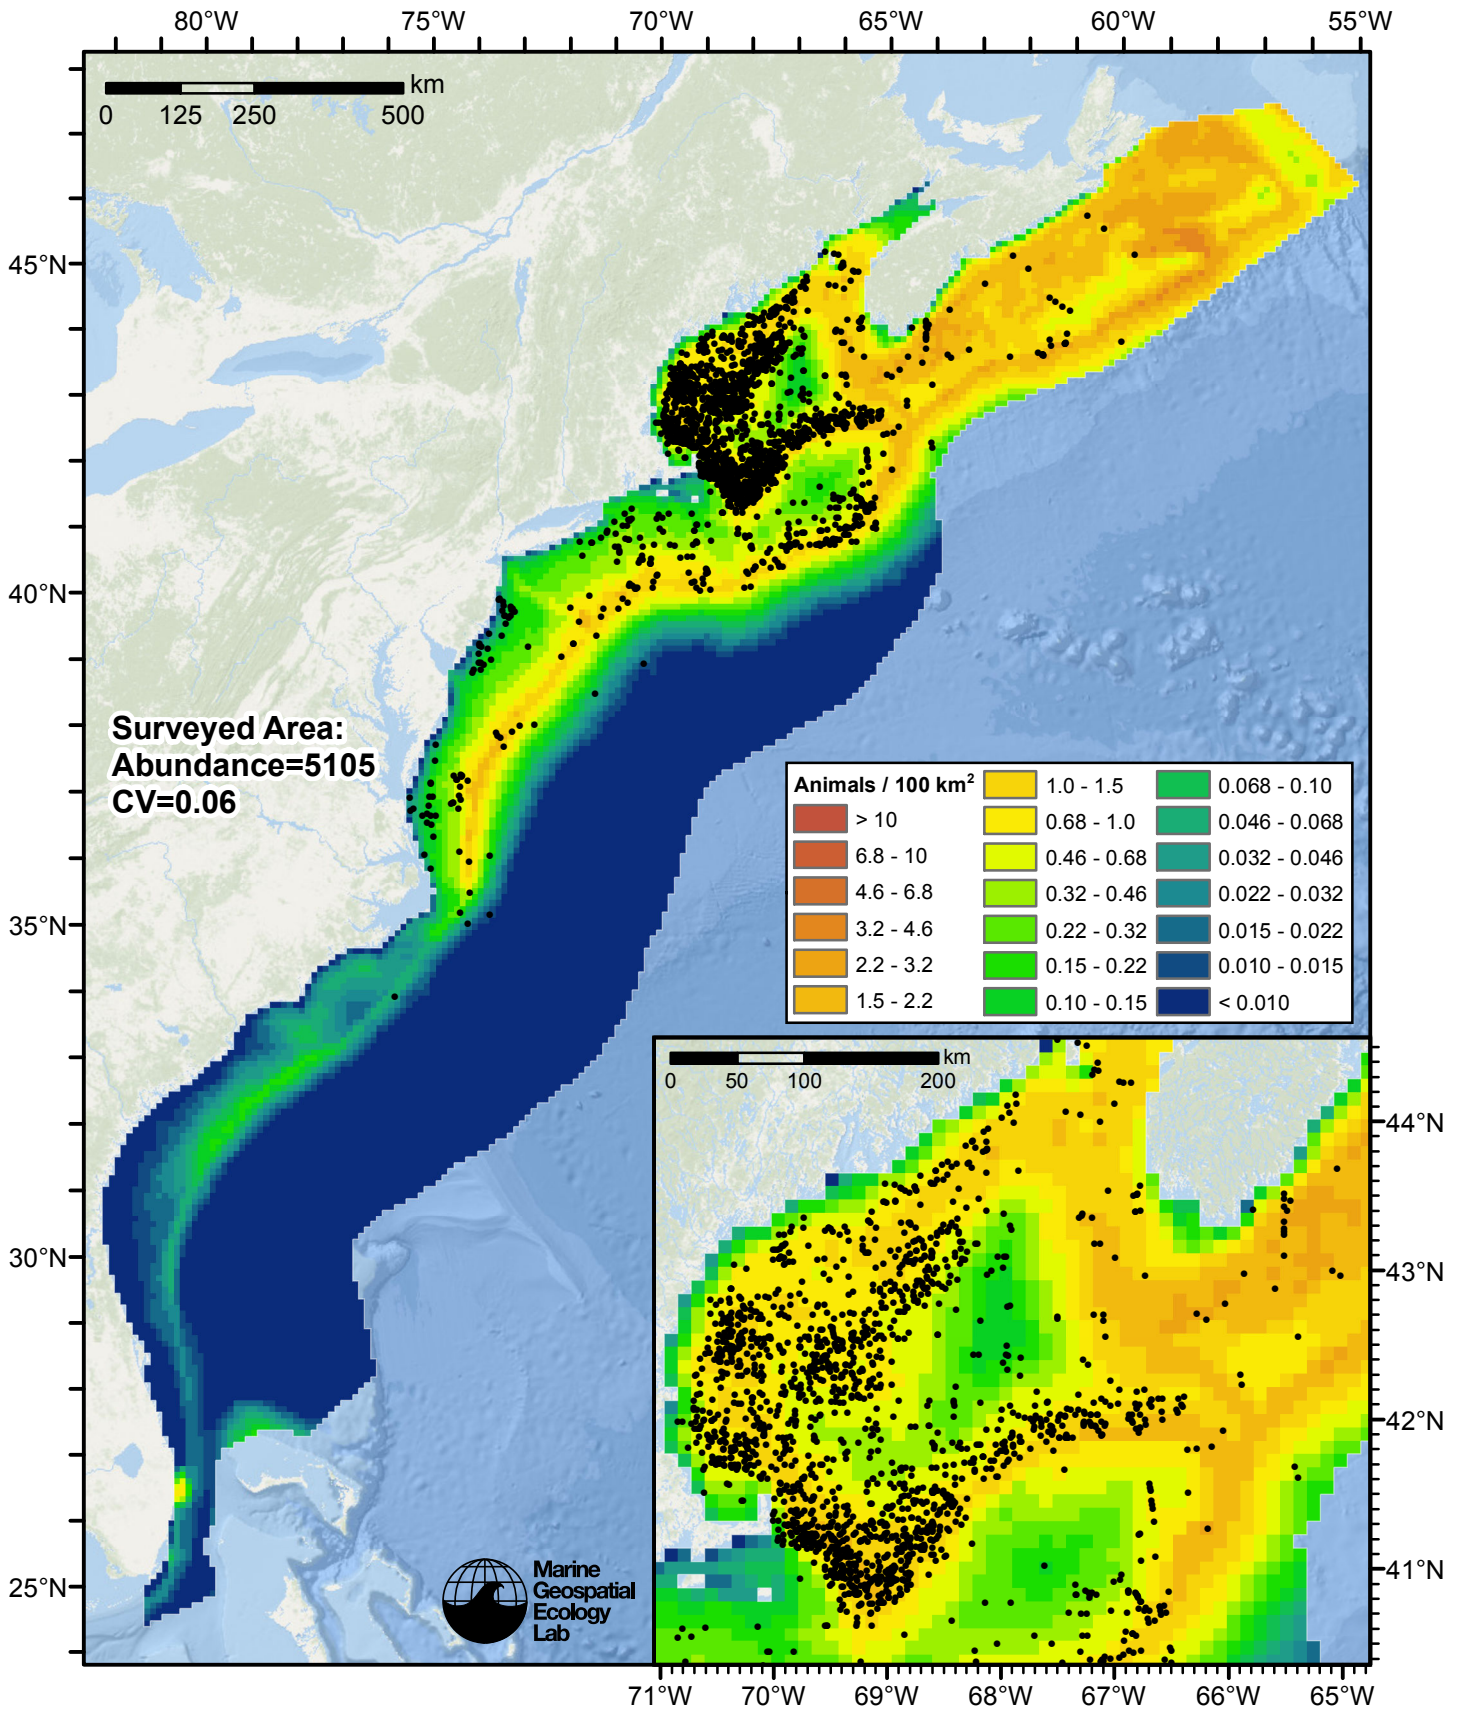 80°W 75°W 70°W 65°W 60°W 55°W
km
0 125 250 500
45°N
40°N
35°N
30°N
25°N
Surveyed Area:
Abundance=5105
CV=0.06
Animals / 100 km²
> 10
6.8 - 10
4.6 - 6.8
3.2 - 4.6
2.2 - 3.2
1.5 - 2.2
1.0 - 1.5
0.68 - 1.0
0.46 - 0.68
0.32 - 0.46
0.22 - 0.32
0.15 - 0.22
0.10 - 0.15
0.068 - 0.10
0.046 - 0.068
0.032 - 0.046
0.022 - 0.032
0.015 - 0.022
0.010 - 0.015
< 0.010
km
0 50 100 200
44°N
43°N
42°N
41°N
Marine
Geospatial
Ecology
Lab
71°W 70°W 69°W 68°W 67°W 66°W 65°W